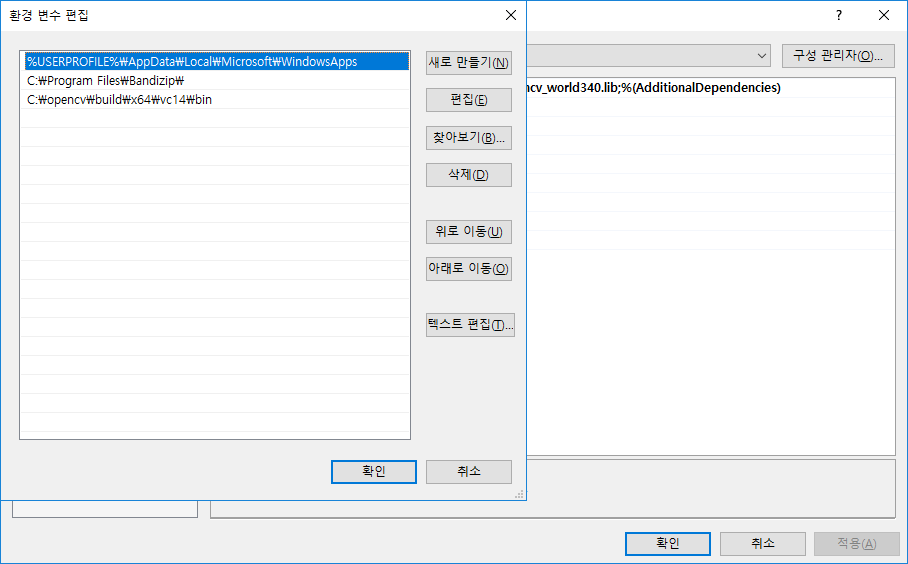 환경 변수 편집
%USERPROFILE%₩AppData₩Local₩Microsoft₩WindowsApps
C:₩Program Files₩Bandizip₩
C:₩opencv₩build₩x64₩vc14₩bin
새로 만들기(N)
편집(E)
찾아보기(B)...
삭제(D)
위로 이동(U)
아래로 이동(O)
텍스트 편집(T)...
확인
취소
?
구성 관리자(O)...
ncv_world340.lib;%(AdditionalDependencies)
확인
취소
적용(A)